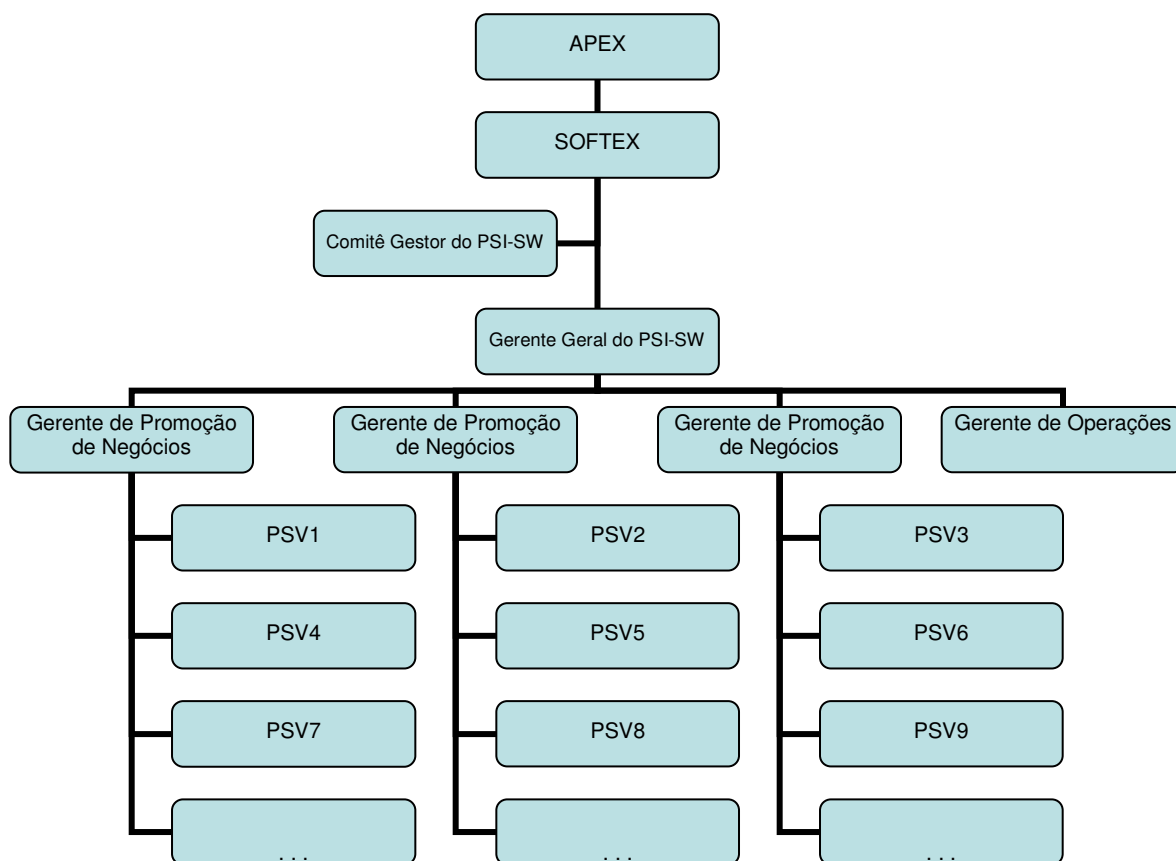 APEX
SOFTEX
Comitê Gestor do PSI-SW
Gerente Geral do PSI-SW
Gerente de Promoção
de Negócios
Gerente de Promoção
de Negócios
Gerente de Promoção
de Negócios
Gerente de Operações
PSV1
PSV2
PSV3
PSV4
PSV5
PSV6
PSV7
PSV8
PSV9
. . .
. . .
. . .